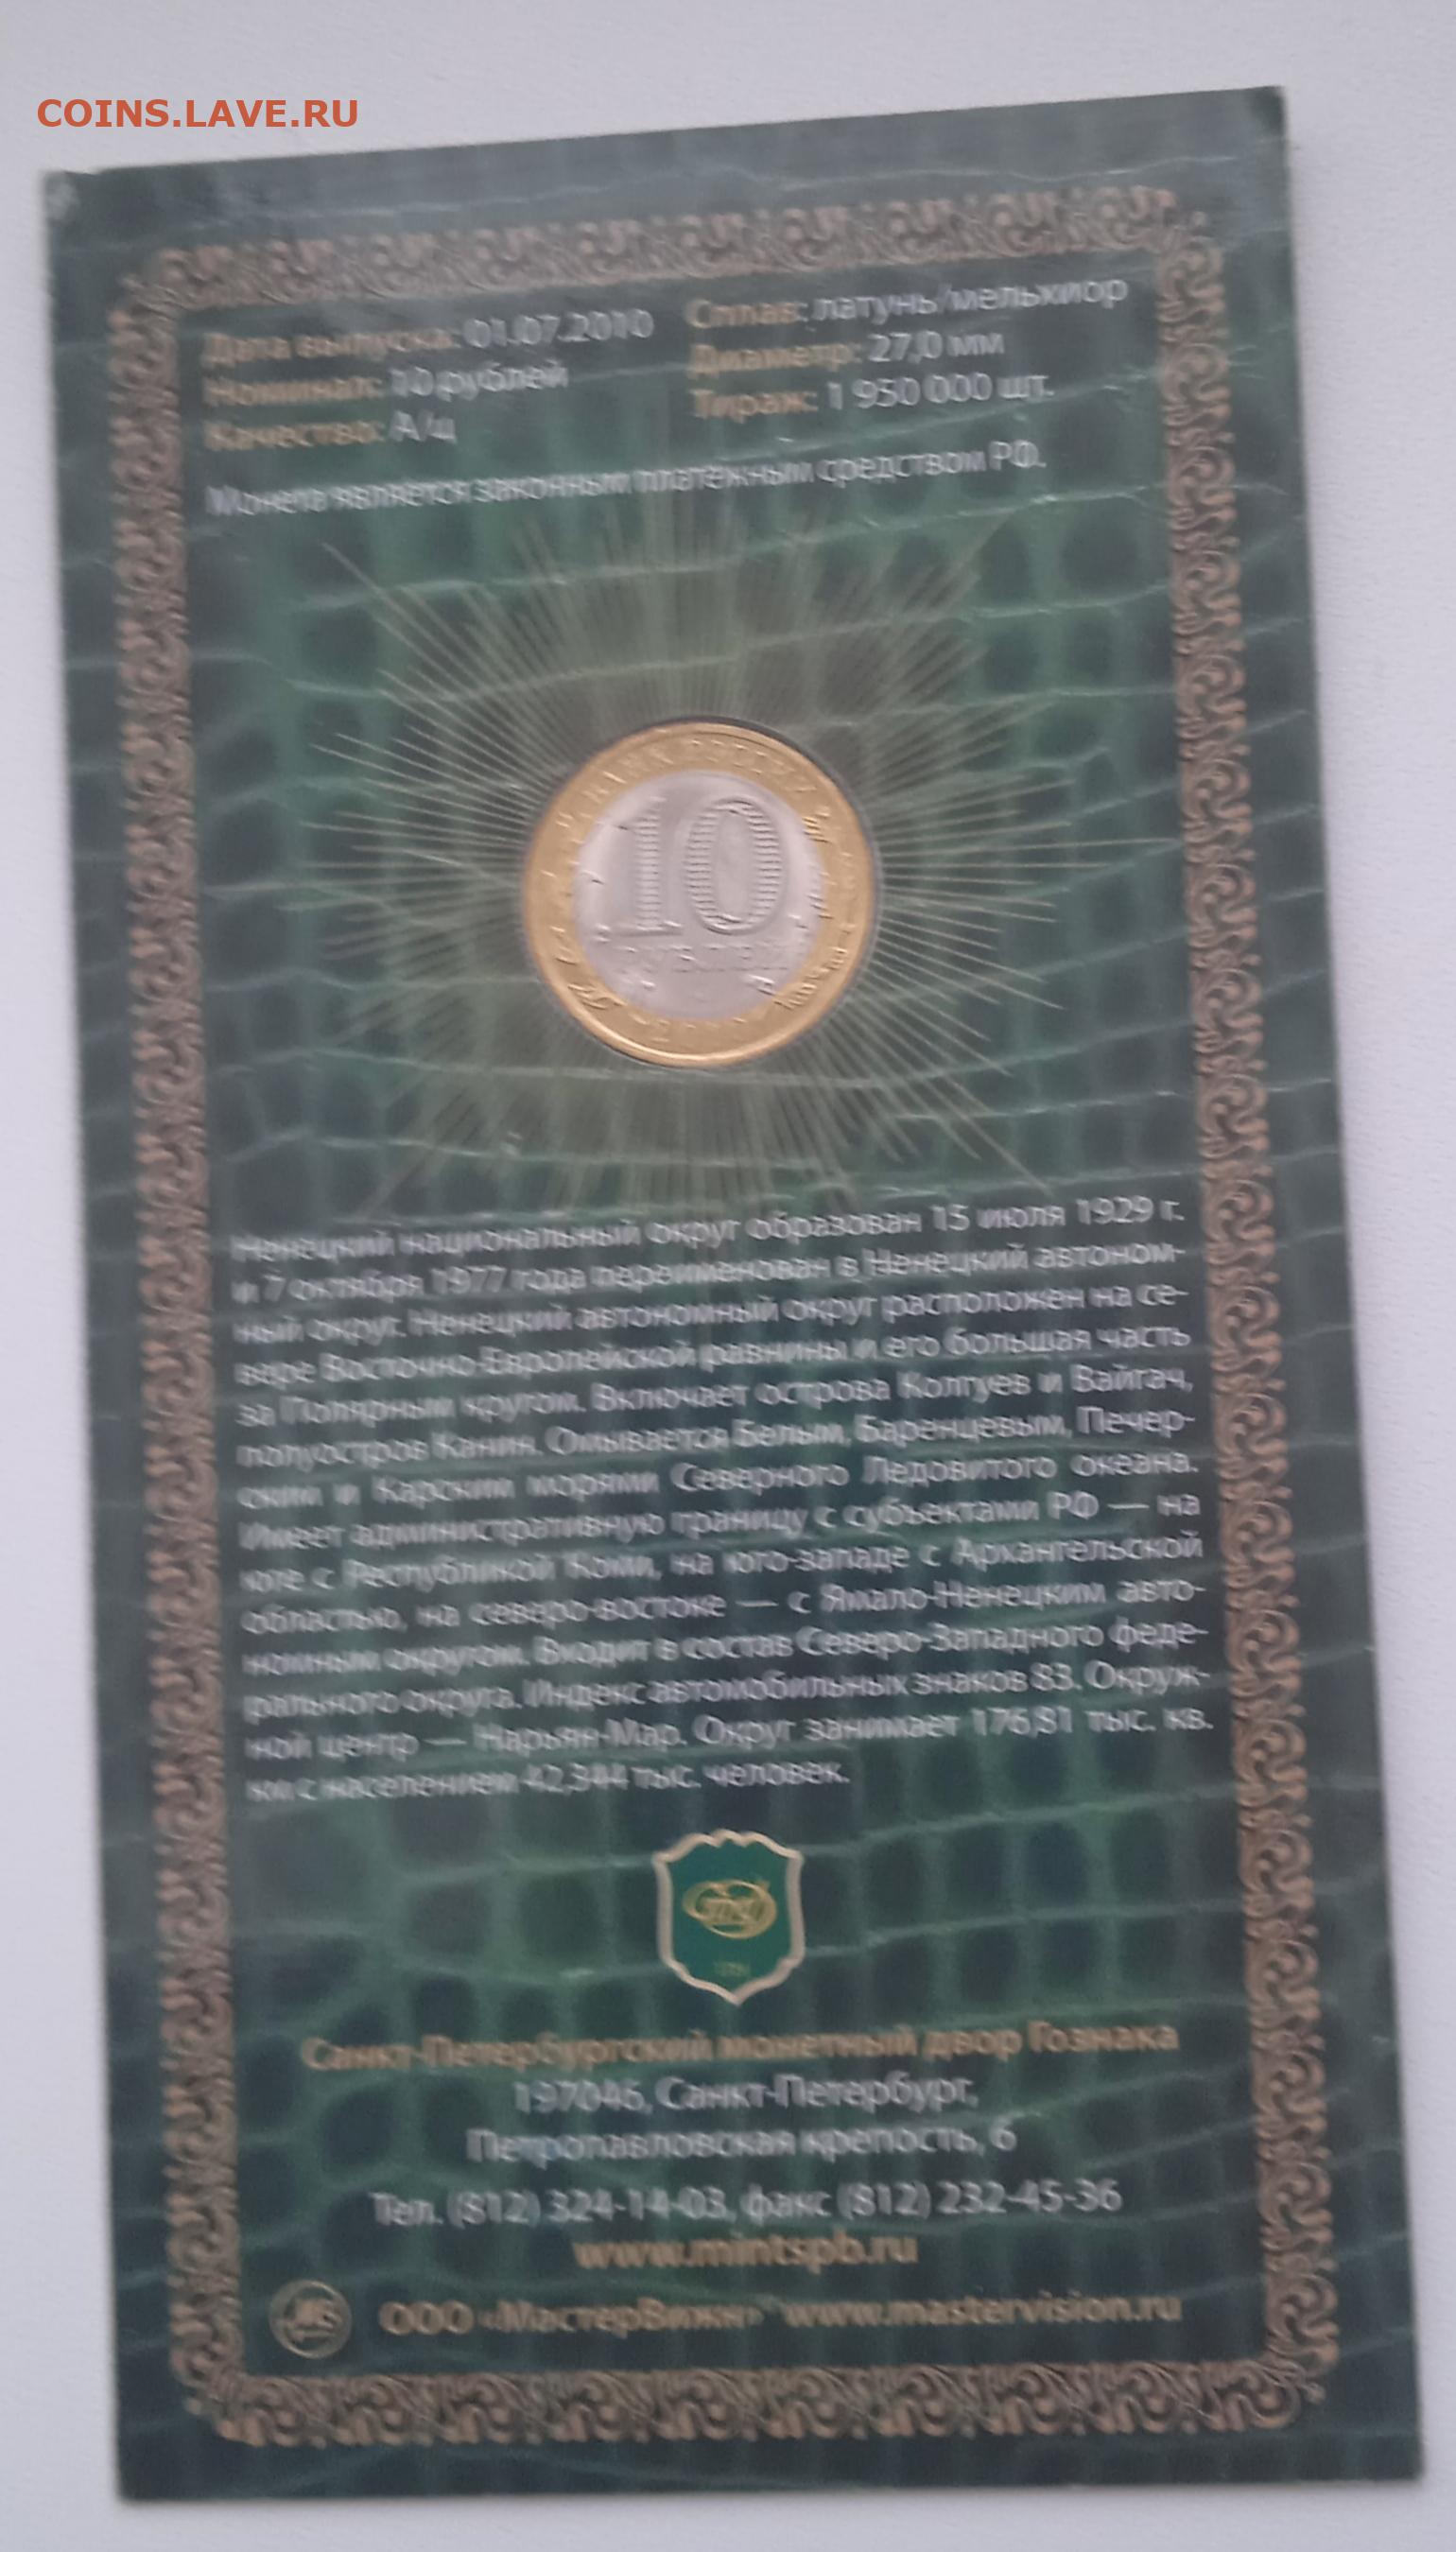 COINS.LAVE.RU
Дата выпуска: 01.07.2010
Номинал: 10 рублей
Качество: А/ц
Сплав: латунь/мельхиор
Диаметр: 27,0 мм
Тираж: 1 950 000 шт.
Монета является законным платёжным средством РФ.
БАНК РОССИИ
10
РУБЛЕЙ
Ненецкий национальный округ образован 15 июля 1929 г.
и 7 октября 1977 года переименован в Ненецкий автоном-
ный округ. Ненецкий автономный округ расположен на се-
вере Восточно-Европейской равнины и его большая часть
за Полярным кругом. Включает острова Колгуев и Вайгач,
полуостров Канин. Омывается Белым, Баренцевым, Печер-
ским и Карским морями Северного Ледовитого океана.
Имеет административную границу с субъектами РФ — на
юге с Республикой Коми, на юго-западе с Архангельской
областью, на северо-востоке — с Ямало-Ненецким авто-
номным округом. Входит в состав Северо-Западного феде-
рального округа. Индекс автомобильных знаков 83. Окруж-
ной центр — Нарьян-Мар. Округ занимает 176,81 тыс. кв.
км с населением 42,344 тыс. человек.
Санкт-Петербургский монетный двор Гознака
197046, Санкт-Петербург,
Петропавловская крепость, 6
Тел. (812) 324-14-03, факс (812) 232-45-36
www.mintspb.ru
ООО «МастерВижн» www.mastervision.ru